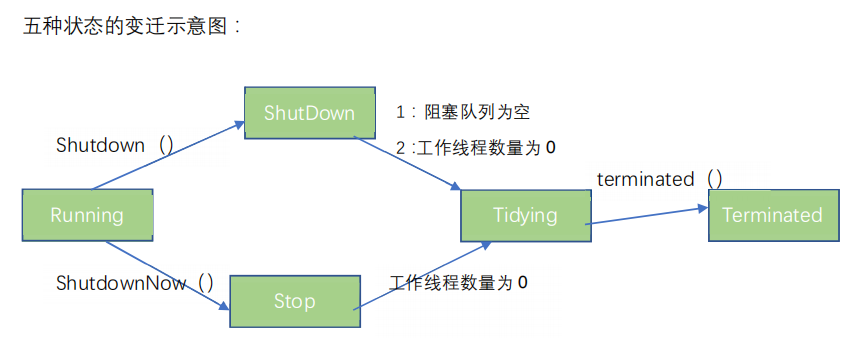 五种状态的变迁示意图：
ShutDown
1：阻塞队列为空
2：工作线程数量为0
Shutdown（）
terminated（）
Running
Tidying
Terminated
ShutdownNow（）
工作线程数量为0
Stop